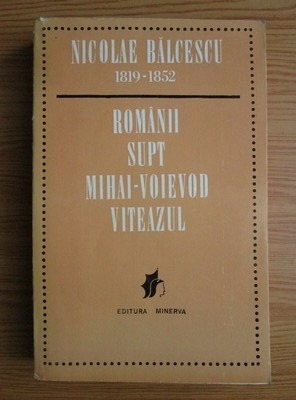 NICOLAE BĂLCESCU
1819-1852
ROMÂNII
SUPT
MIHAI-VOIEVOD
VITEAZUL
EDITURA MINERVA